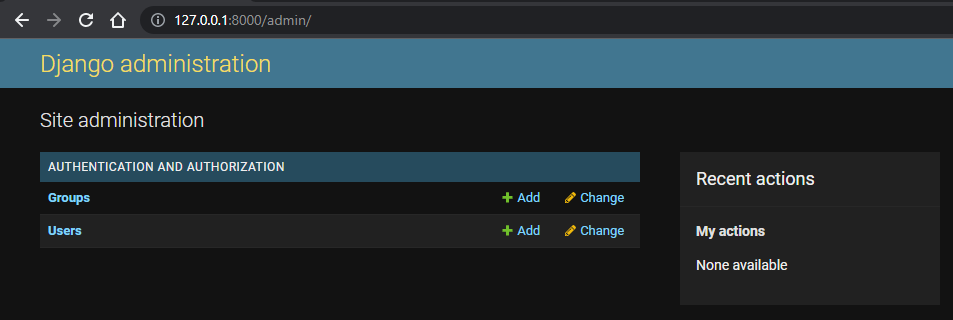 127.0.0.1:8000/admin/
Django administration
Site administration
AUTHENTICATION AND AUTHORIZATION
Groups Add Change
Users Add Change
Recent actions
My actions
None available